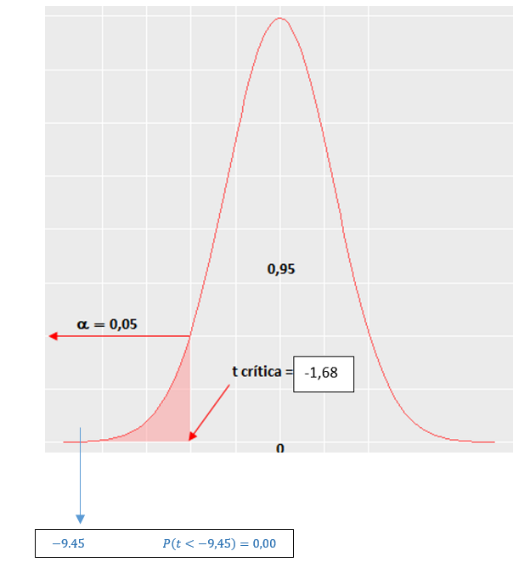 0,95
α = 0,05
t crítica = -1,68
0
−9.45 P(t < −9,45) = 0,00